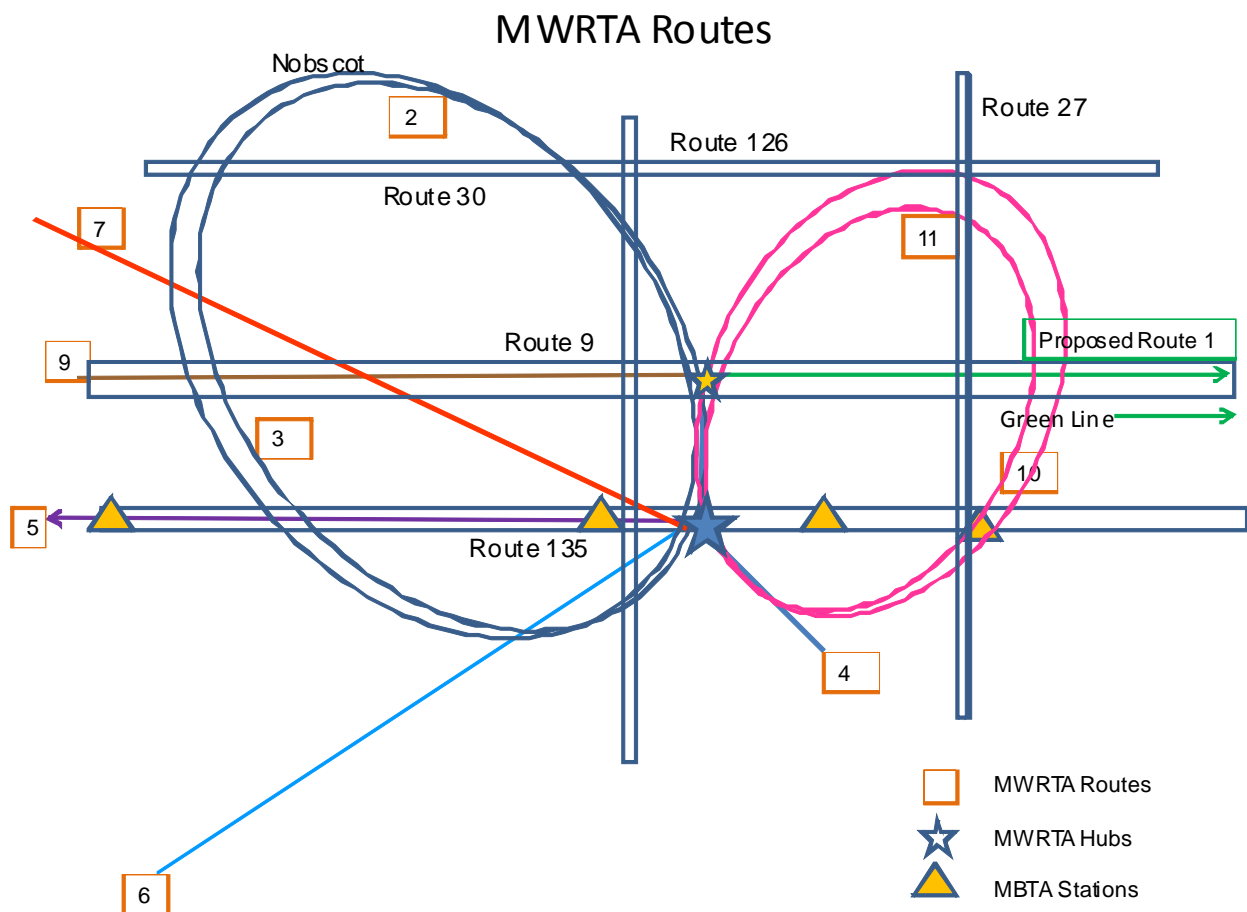 MWRTA Routes
Nobscot
2
Route 27
Route 126
Route 30
7
11
Proposed Route 1
Route 9
9
Green Line
3
10
5
Route 135
4
MWRTA Routes
MWRTA Hubs
6
MBTA Stations